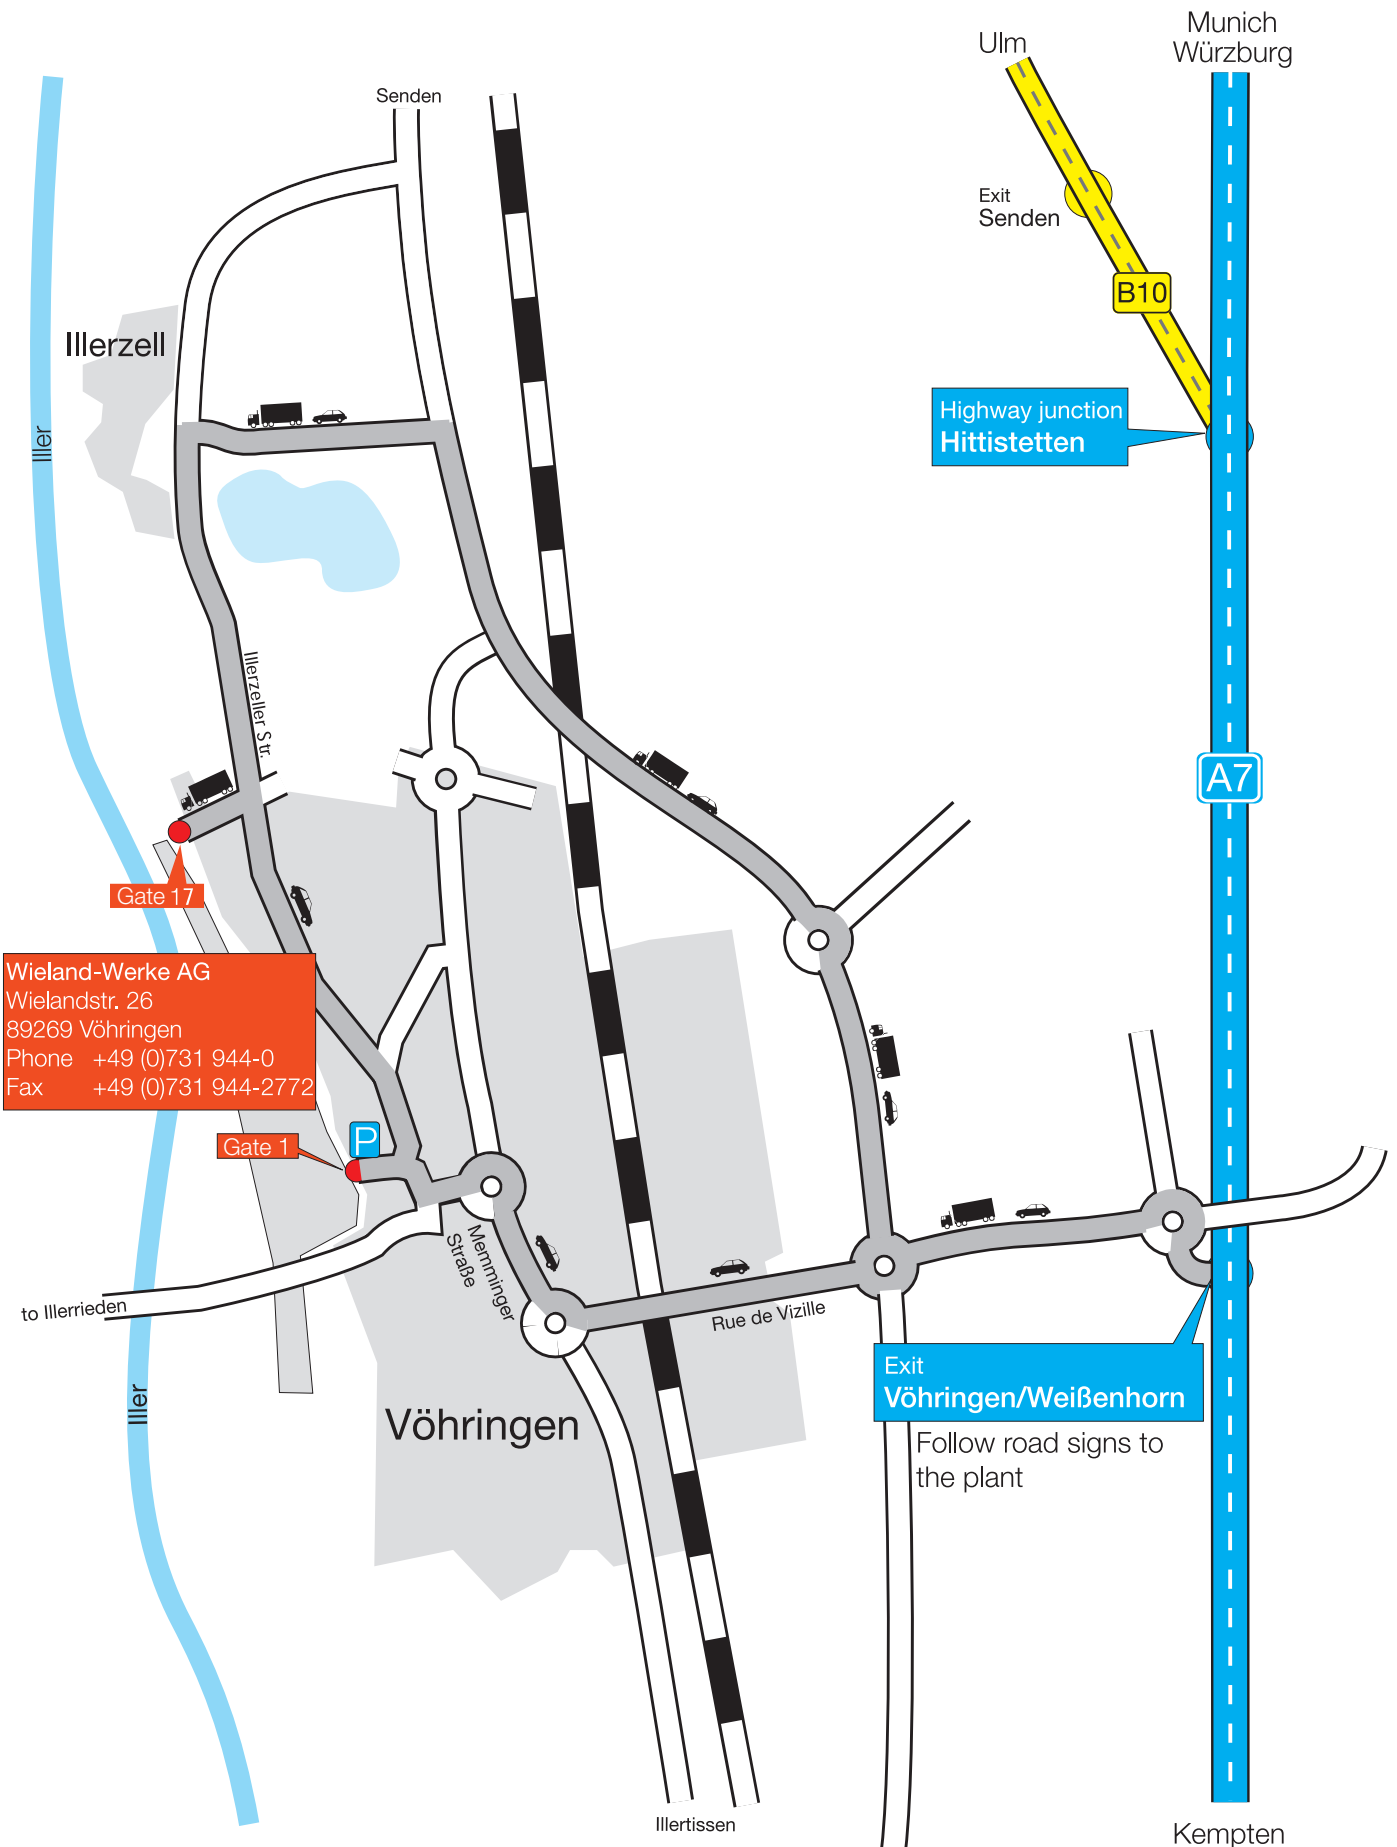 Munich
Würzburg
Ulm
Senden
Exit
Senden
B10
Illerzell
Highway junction
Hittistetten
Iller
Illerzeller Str.
A7
Gate 17
Wieland-Werke AG
Wielandstr. 26
89269 Vöhringen
Phone +49 (0)731 944-0
Fax +49 (0)731 944-2772
P
Gate 1
Memminger
Straße
to Illerrieden
Rue de Vizille
Exit
Vöhringen/Weißenhorn
Iller
Vöhringen
Follow road signs to
the plant
Illertissen
Kempten